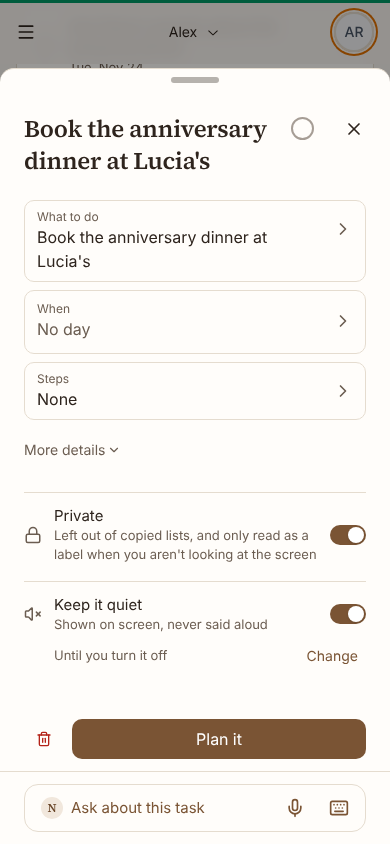 Alex
AR
Tue, Nov 24
Book the anniversary
dinner at Lucia's
What to do
Book the anniversary dinner at
Lucia's
When
No day
Steps
None
More details
Private
Left out of copied lists, and only read as a
label when you aren't looking at the screen
Keep it quiet
Shown on screen, never said aloud
Until you turn it off
Change
Plan it
N
Ask about this task